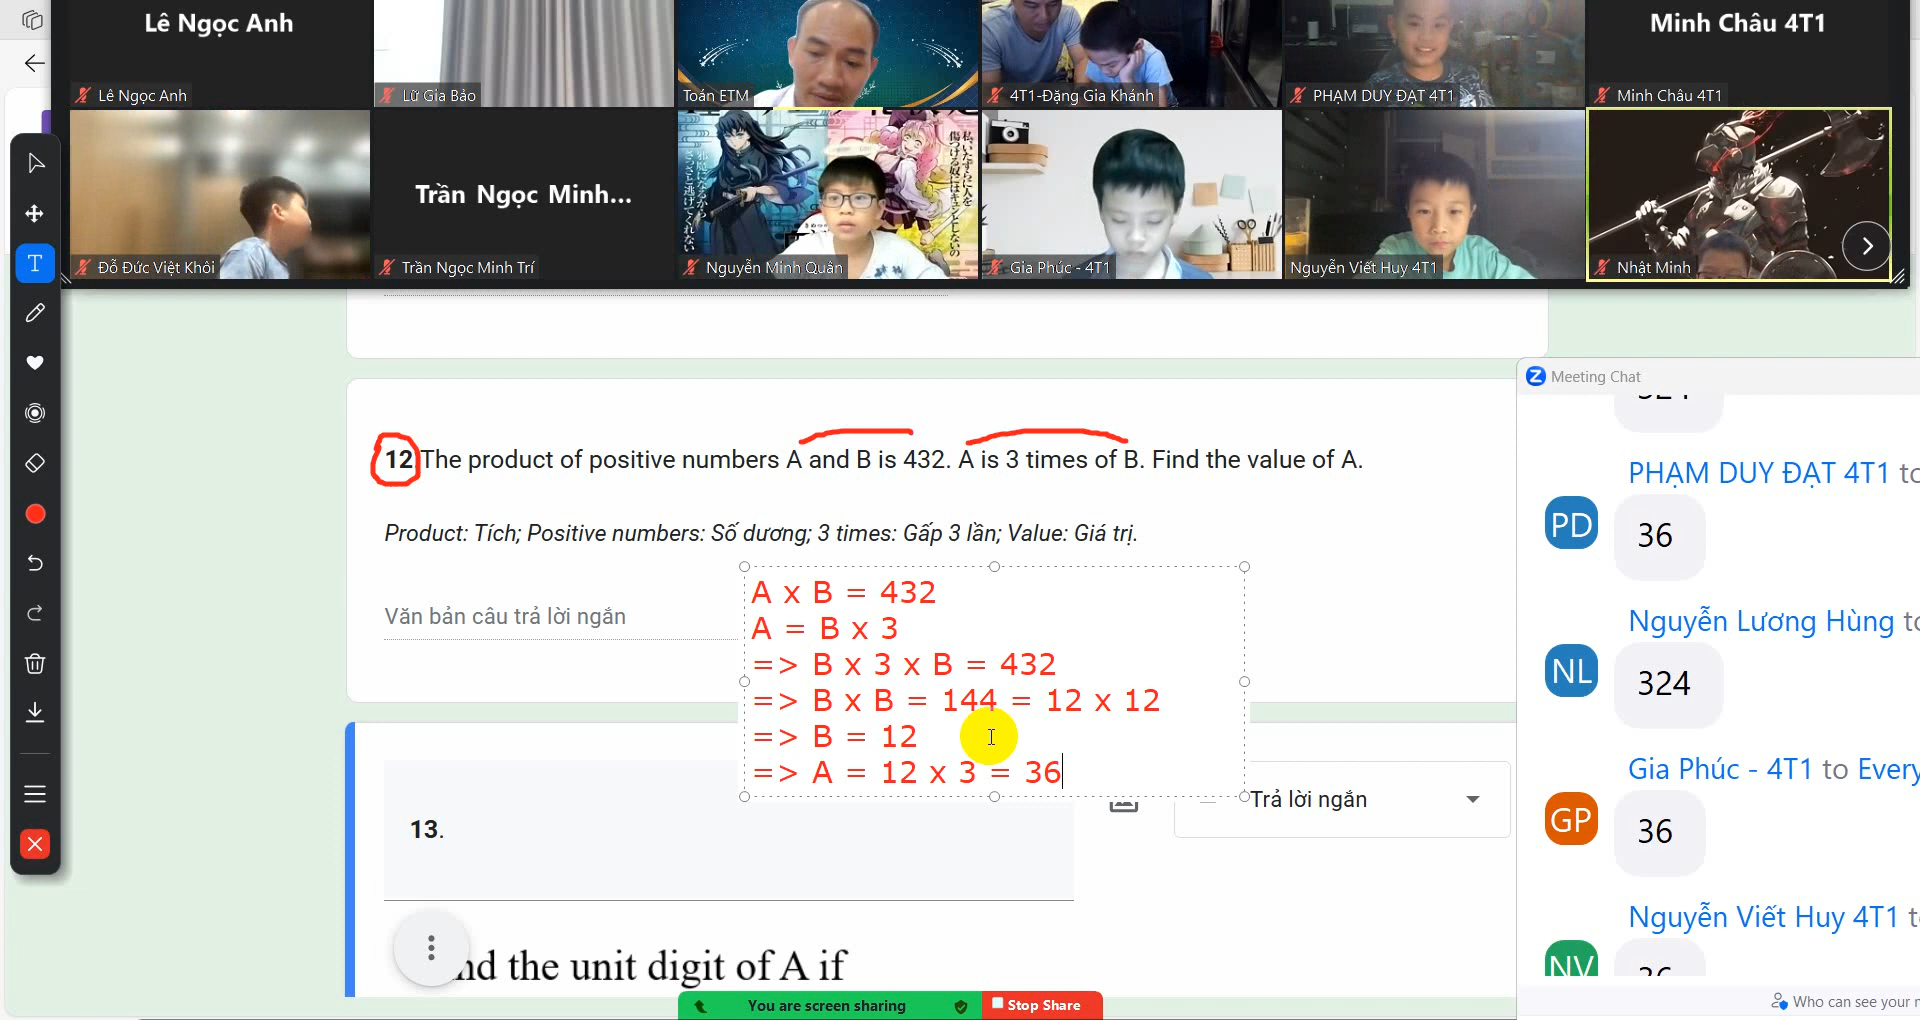 Lê Ngọc Anh
Minh Châu 4T1
Lê Ngọc Anh
Lữ Gia Bảo
Toán ETM
4T1-Đặng Gia Khánh
PHẠM DUY ĐẠT 4T1
Minh Châu 4T1
Trần Ngọc Minh...
Đỗ Đức Việt Khôi
Trần Ngọc Minh Trí
Nguyễn Minh Quân
Gia Phúc - 4T1
Nguyễn Viết Huy 4T1
Nhật Minh
T
Meeting Chat
12 The product of positive numbers A and B is 432. A is 3 times of B. Find the value of A.
Product: Tích; Positive numbers: Số dương; 3 times: Gấp 3 lần; Value: Giá trị.
Văn bản câu trả lời ngắn
A x B = 432
A = B x 3
=> B x 3 x B = 432
=> B x B = 144 = 12 x 12
=> B = 12
=> A = 12 x 3 = 36
Trả lời ngắn
13.
nd the unit digit of A if
PHẠM DUY ĐẠT 4T1 to
PD
36
Nguyễn Lương Hùng to
NL
324
Gia Phúc - 4T1 to Every
GP
36
Nguyễn Viết Huy 4T1 t
NV
Who can see your
You are screen sharing
Stop Share